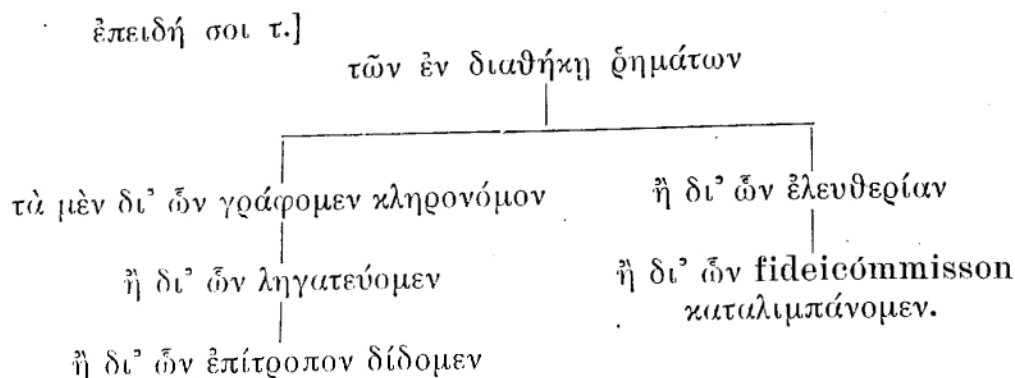 ἐπειδή σοι τ.]
τῶν ἐν διαθήκῃ ῥημάτων
τὰ μὲν δι’ ὧν γράφομεν κληρονόμον
ἢ δι’ ὧν ἐλευθερίαν
ἢ δι’ ὧν ληγατεύομεν
ἢ δι’ ὧν fideicómmisson
καταλιμπάνομεν.
ἢ δι’ ὧν ἐπίτροπον δίδομεν